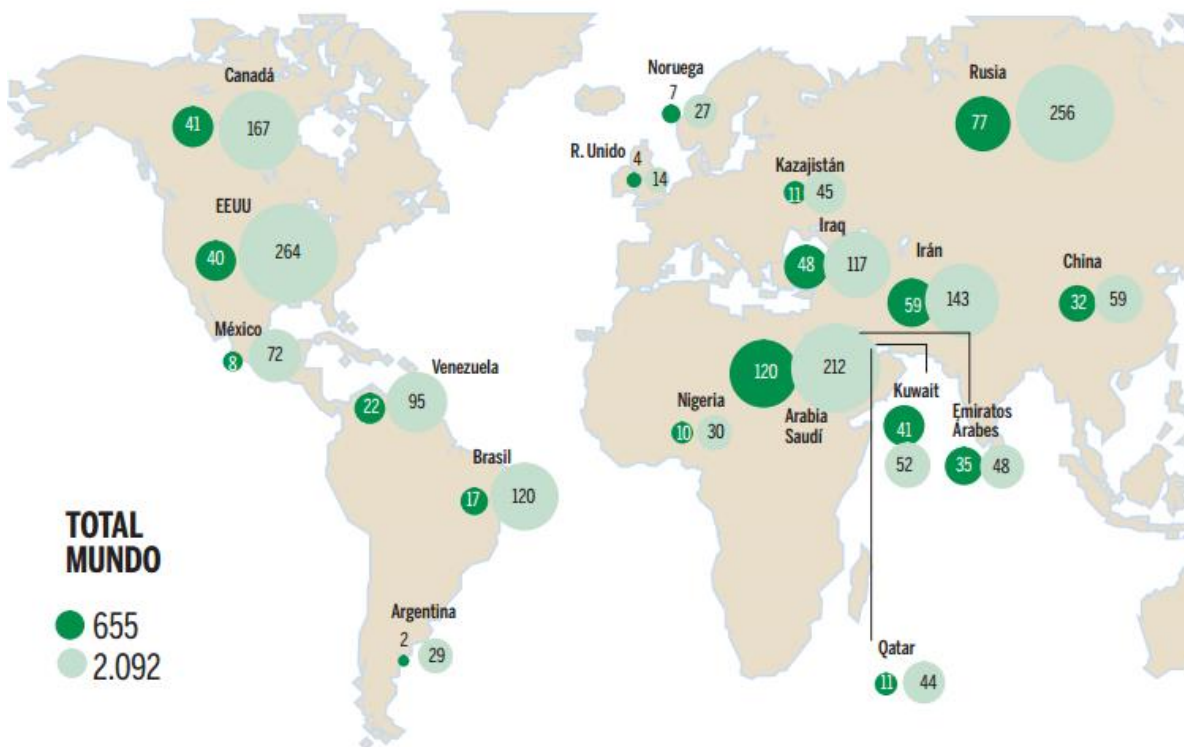 Canadá
41
167
EEUU
40
264
México
8
72
Venezuela
22
95
Brasil
17
120
Argentina
2
29
Noruega
7
27
R. Unido
4
14
Kazajistán
11
45
Rusia
77
256
Iraq
48
117
Irán
59
143
China
32
59
Nigeria
10
30
120
212
Arabia
Saudí
Kuwait
41
52
Emiratos
Árabes
35
48
Qatar
11
44
TOTAL
MUNDO
655
2.092